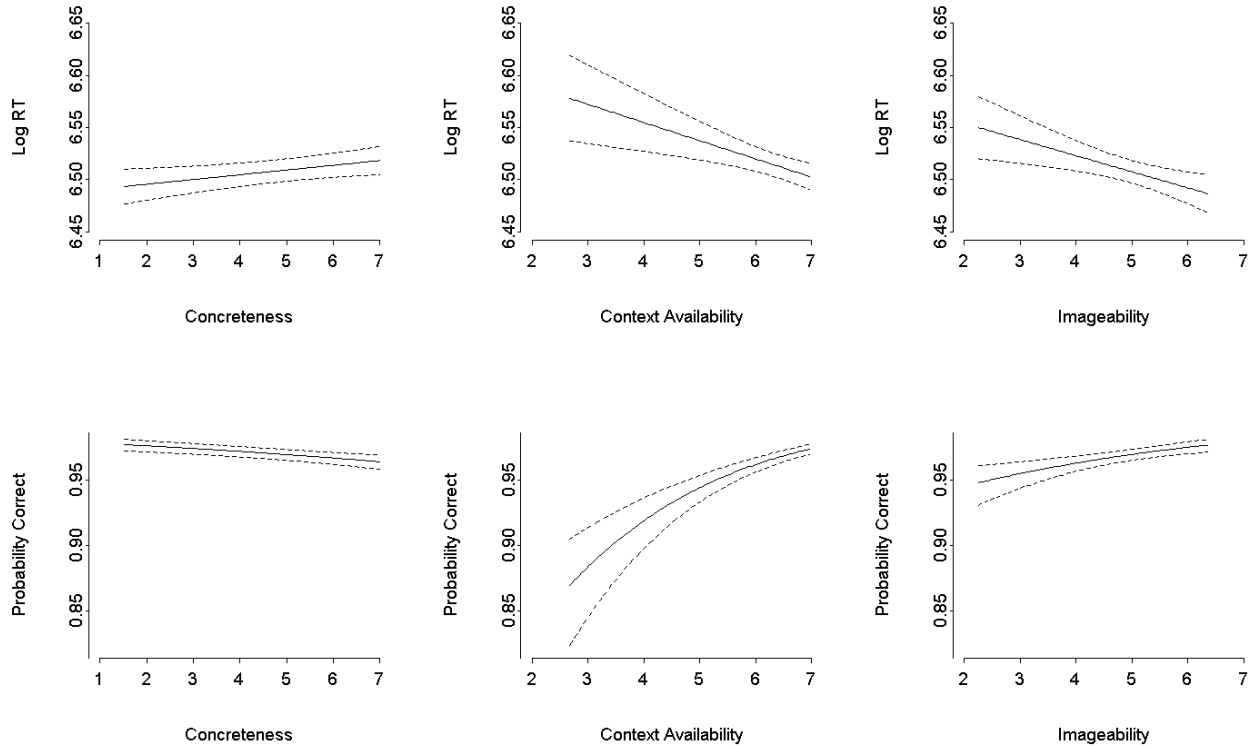 Log RT
6.45 6.50 6.55 6.60 6.65
1 2 3 4 5 6 7
Concreteness
Log RT
6.45 6.50 6.55 6.60 6.65
2 3 4 5 6 7
Context Availability
Log RT
6.45 6.50 6.55 6.60 6.65
2 3 4 5 6 7
Imageability
Probability Correct
0.85 0.90 0.95
1 2 3 4 5 6 7
Concreteness
Probability Correct
0.85 0.90 0.95
2 3 4 5 6 7
Context Availability
Probability Correct
0.85 0.90 0.95
2 3 4 5 6 7
Imageability